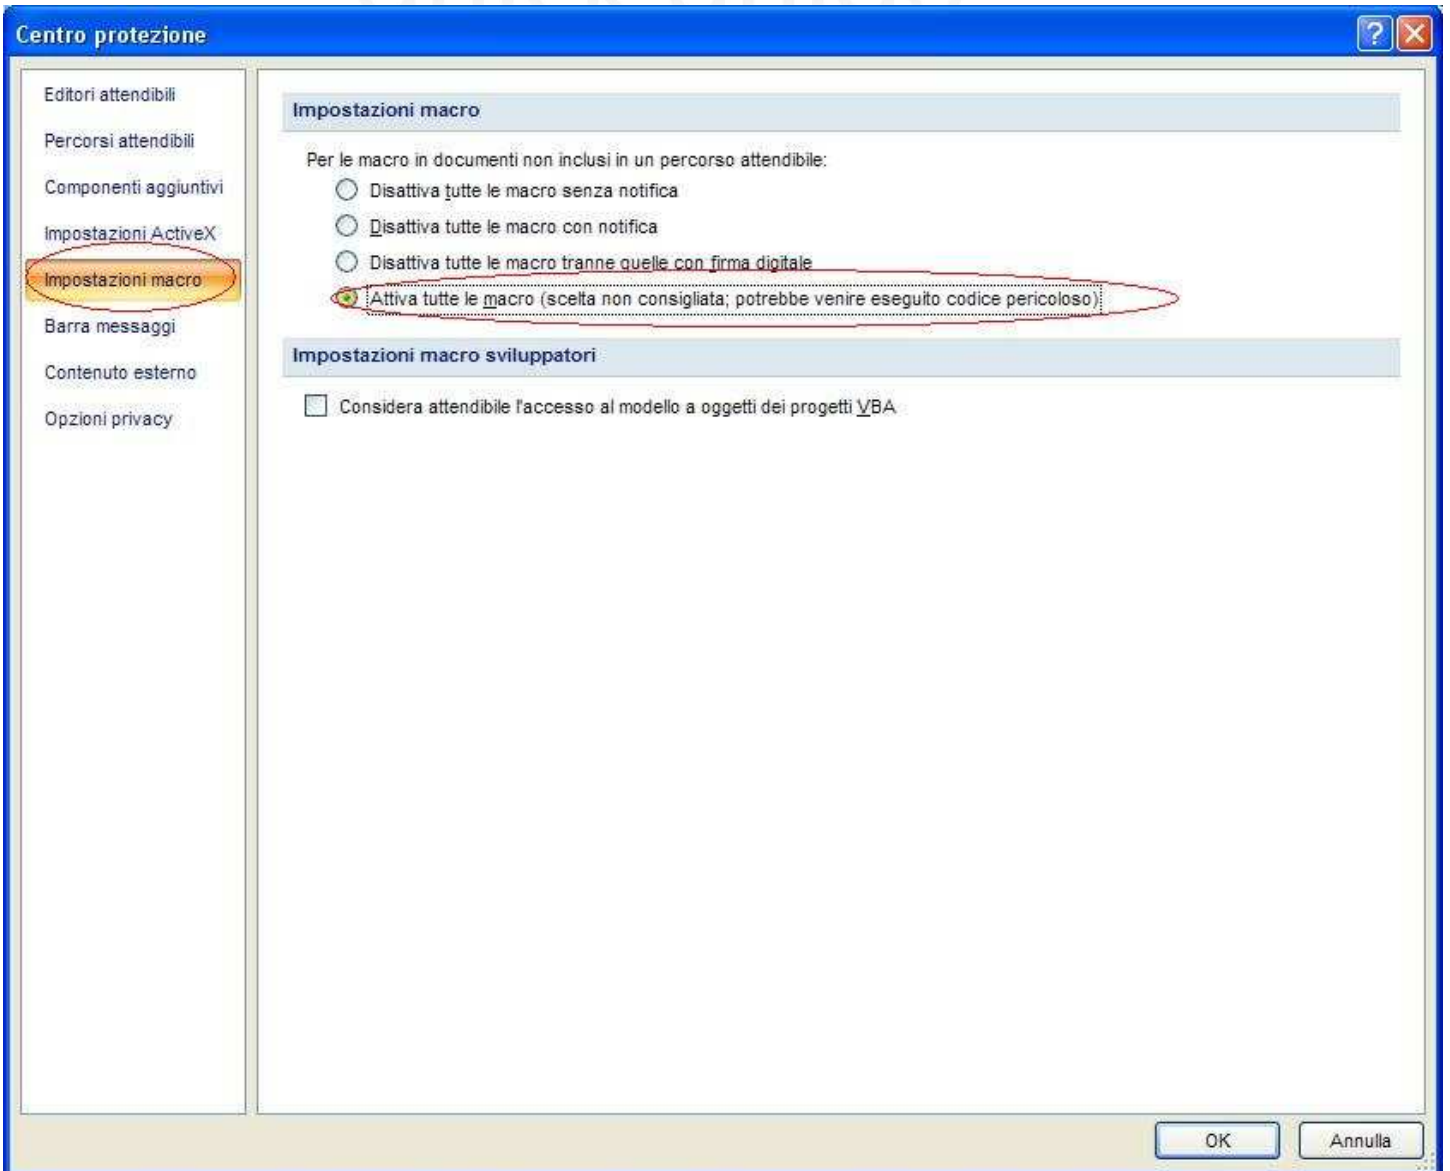 Centro protezione
Editori attendibili
Percorsi attendibili
Componenti aggiuntivi
Impostazioni ActiveX
Impostazioni macro
Barra messaggi
Contenuto esterno
Opzioni privacy
Impostazioni macro
Per le macro in documenti non inclusi in un percorso attendibile:
Disattiva tutte le macro senza notifica
Disattiva tutte le macro con notifica
Disattiva tutte le macro tranne quelle con firma digitale
Attiva tutte le macro (scelta non consigliata; potrebbe venire eseguito codice pericoloso)
Impostazioni macro sviluppatori
Considera attendibile l'accesso al modello a oggetti dei progetti VBA
OK
Annulla